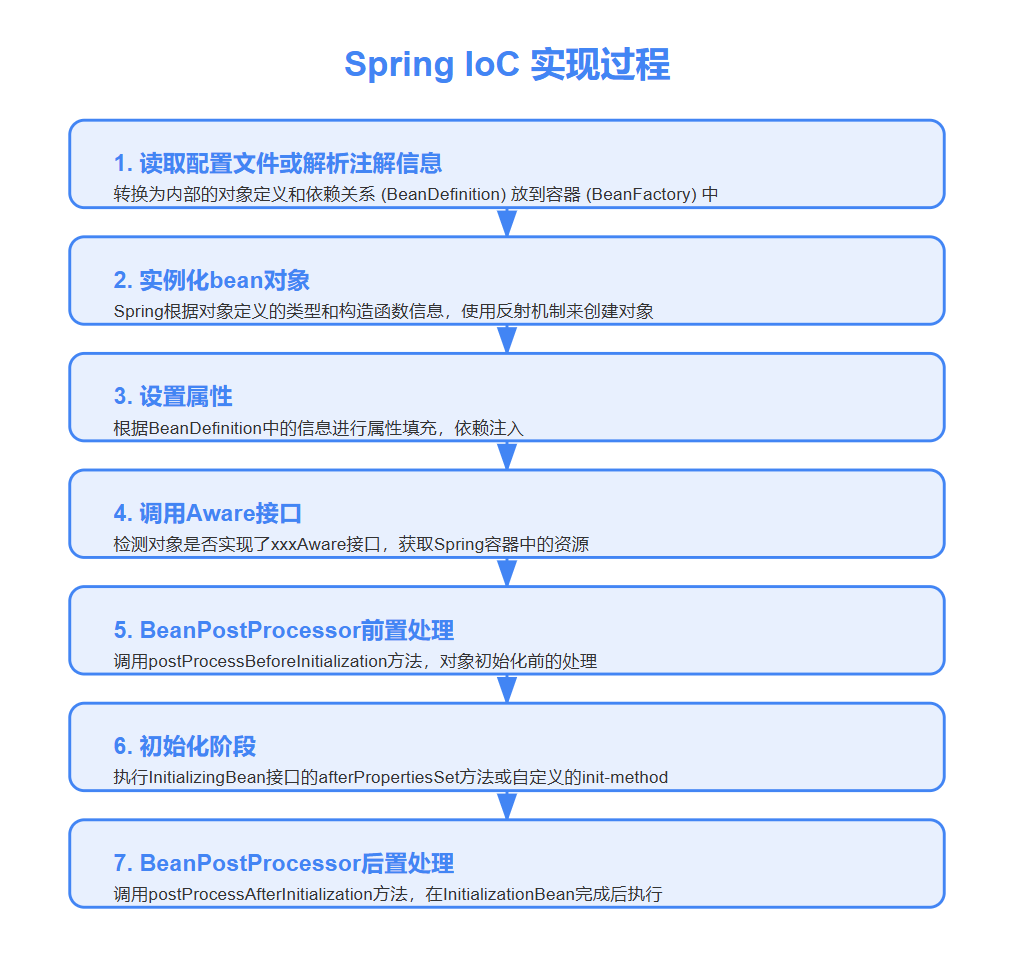 Spring IoC 实现过程
1. 读取配置文件或解析注解信息
转换为内部的对象定义和依赖关系 (BeanDefinition) 放到容器 (BeanFactory) 中
2. 实例化bean对象
Spring根据对象定义的类型和构造函数信息，使用反射机制来创建对象
3. 设置属性
根据BeanDefinition中的信息进行属性填充，依赖注入
4. 调用Aware接口
检测对象是否实现了xxxAware接口，获取Spring容器中的资源
5. BeanPostProcessor前置处理
调用postProcessBeforeInitialization方法，对象初始化前的处理
6. 初始化阶段
执行InitializingBean接口的afterPropertiesSet方法或自定义的init-method
7. BeanPostProcessor后置处理
调用postProcessAfterInitialization方法，在InitializationBean完成后执行